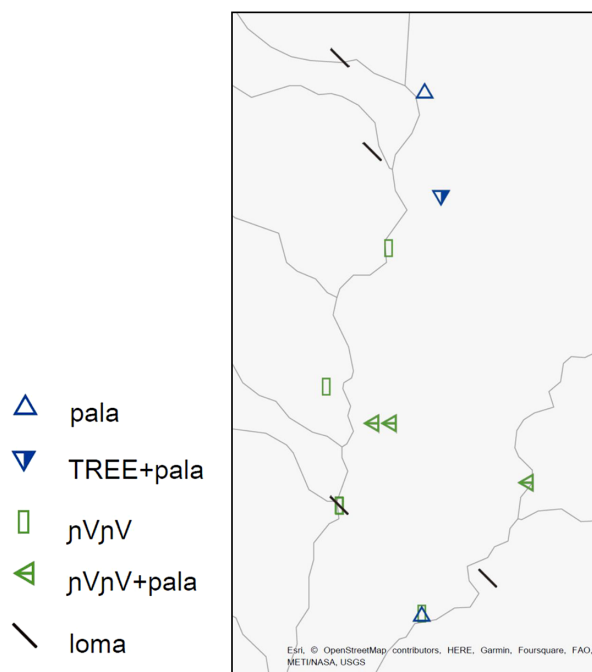 pala
TREE+pala
ɲVɲV
ɲVɲV+pala
loma
Esri, © OpenStreetMap contributors, HERE, Garmin, Foursquare, FAO,
METI/NASA, USGS